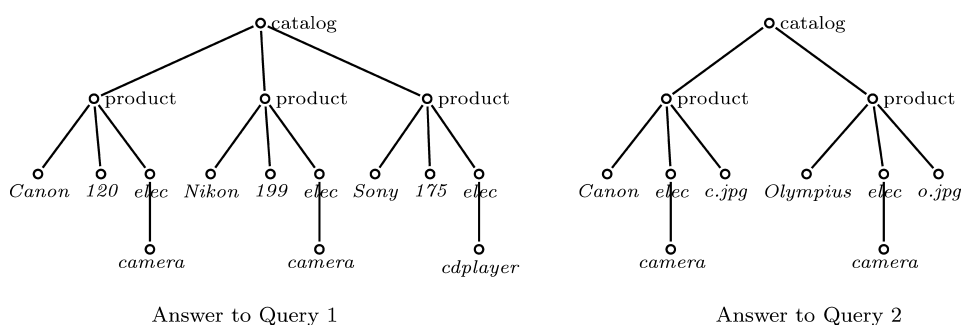 catalog catalog
product product product product product
Canon 120 elec Nikon 199 elec Sony 175 elec Canon elec c.jpg Olympius elec o.jpg
camera camera cdplayer camera camera
Answer to Query 1 Answer to Query 2